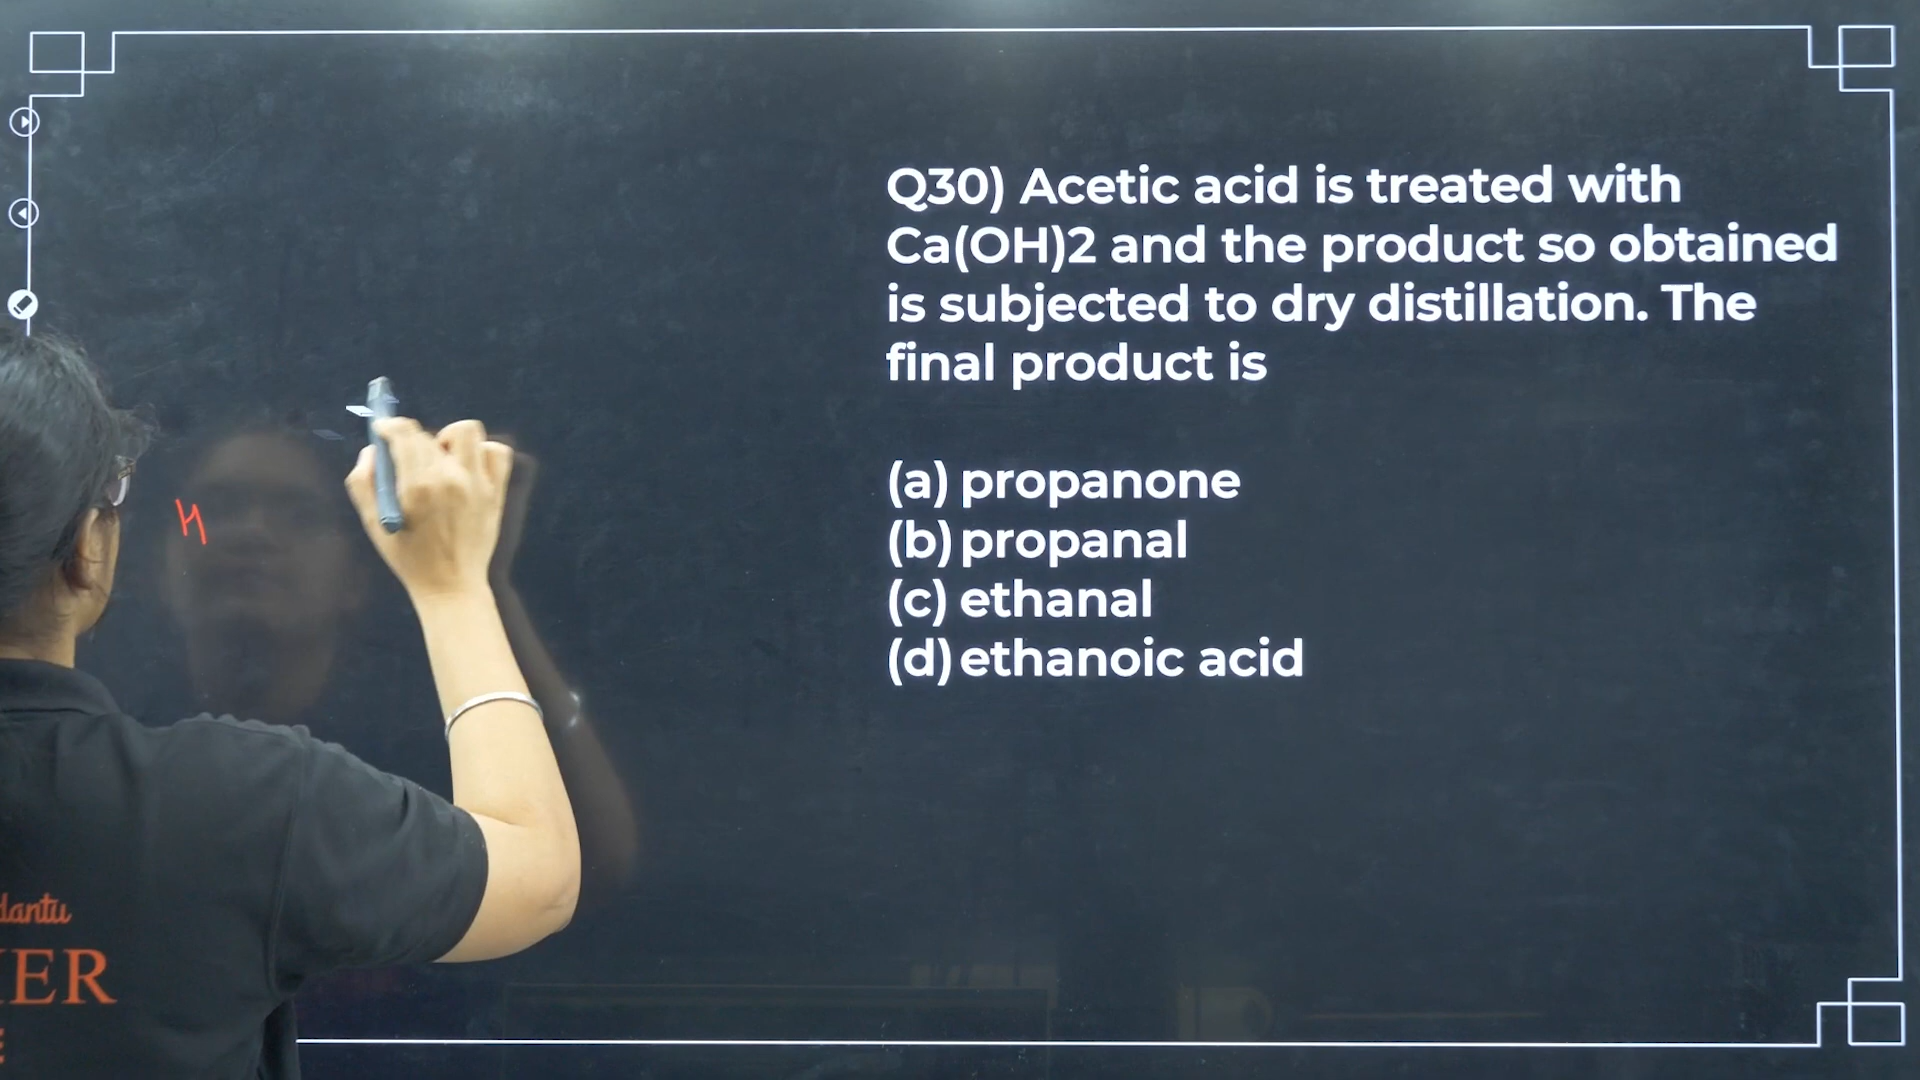 Q30) Acetic acid is treated with
Ca(OH)2 and the product so obtained
is subjected to dry distillation. The
final product is
(a) propanone
(b) propanal
(c) ethanal
(d) ethanoic acid